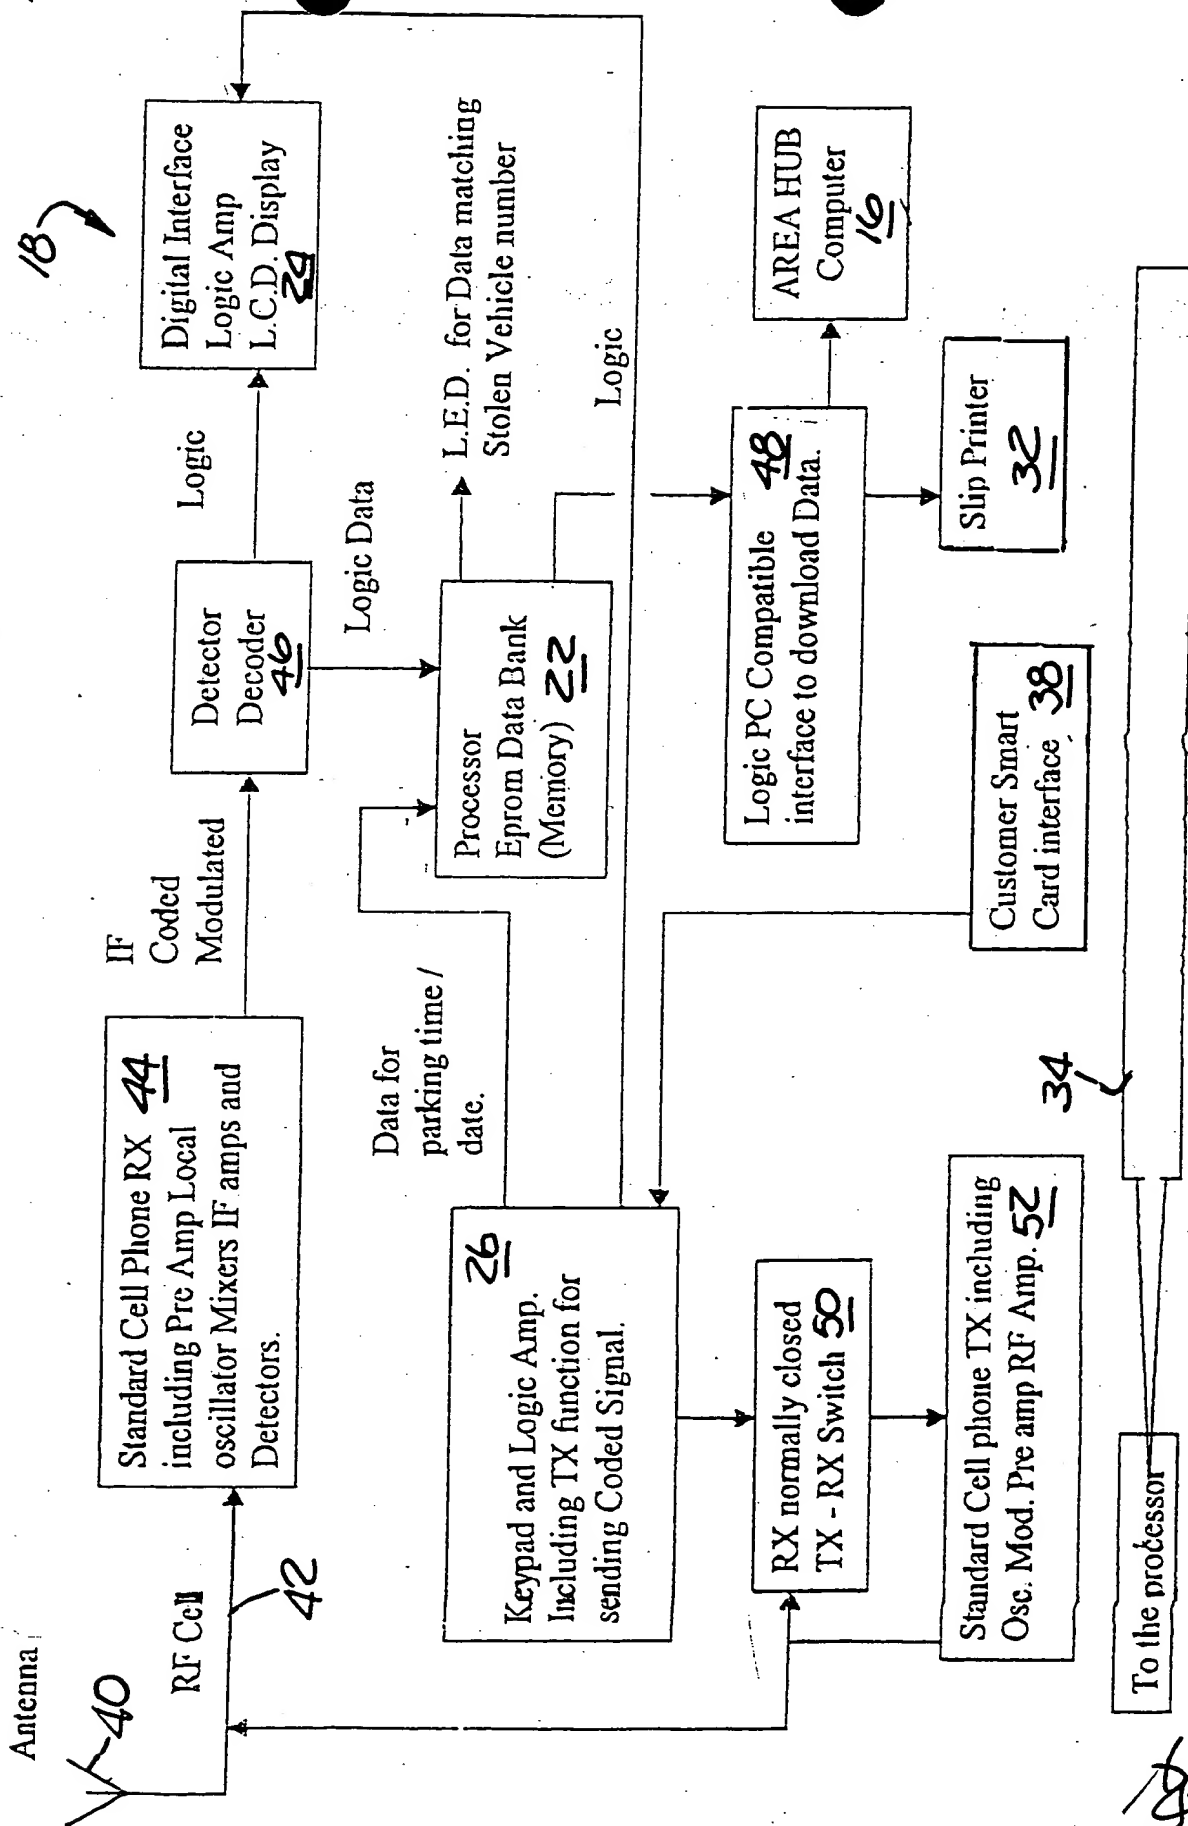 Antenna
40
RF Cell
42
Standard Cell Phone RX 44
including Pre Amp Local
oscillator Mixers IF amps and
Detectors.
IF
Coded
Modulated
Detector
Decoder
46
Logic
18
Digital Interface
Logic Amp
L.C.D. Display
24
Logic Data
Data for
parking time /
date.
Processor
Eprom Data Bank
(Memory) 22
L.E.D. for Data matching
Stolen Vehicle number
Logic
26
Keypad and Logic Amp.
Including TX function for
sending Coded Signal.
RX normally closed
TX - RX Switch 50
Standard Cell phone TX including
Osc. Mod. Pre amp RF Amp. 52
Logic PC Compatible 48
interface to download Data.
AREA HUB
Computer
16
Slip Printer
32
Customer Smart
Card interface 38
34
To the processor